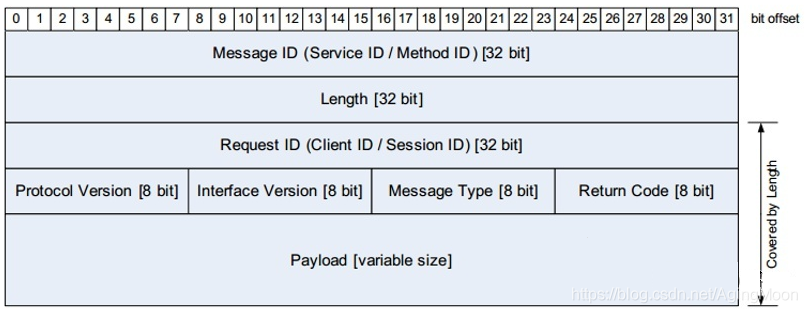 0 1 2 3 4 5 6 7 8 9 10 11 12 13 14 15 16 17 18 19 20 21 22 23 24 25 26 27 28 29 30 31 bit offset
Message ID (Service ID / Method ID) [32 bit]
Length [32 bit]
Request ID (Client ID / Session ID) [32 bit]
Protocol Version [8 bit] Interface Version [8 bit] Message Type [8 bit] Return Code [8 bit]
Payload [variable size]
Covered by Length
https://blog.csdn.net/AgingMoon